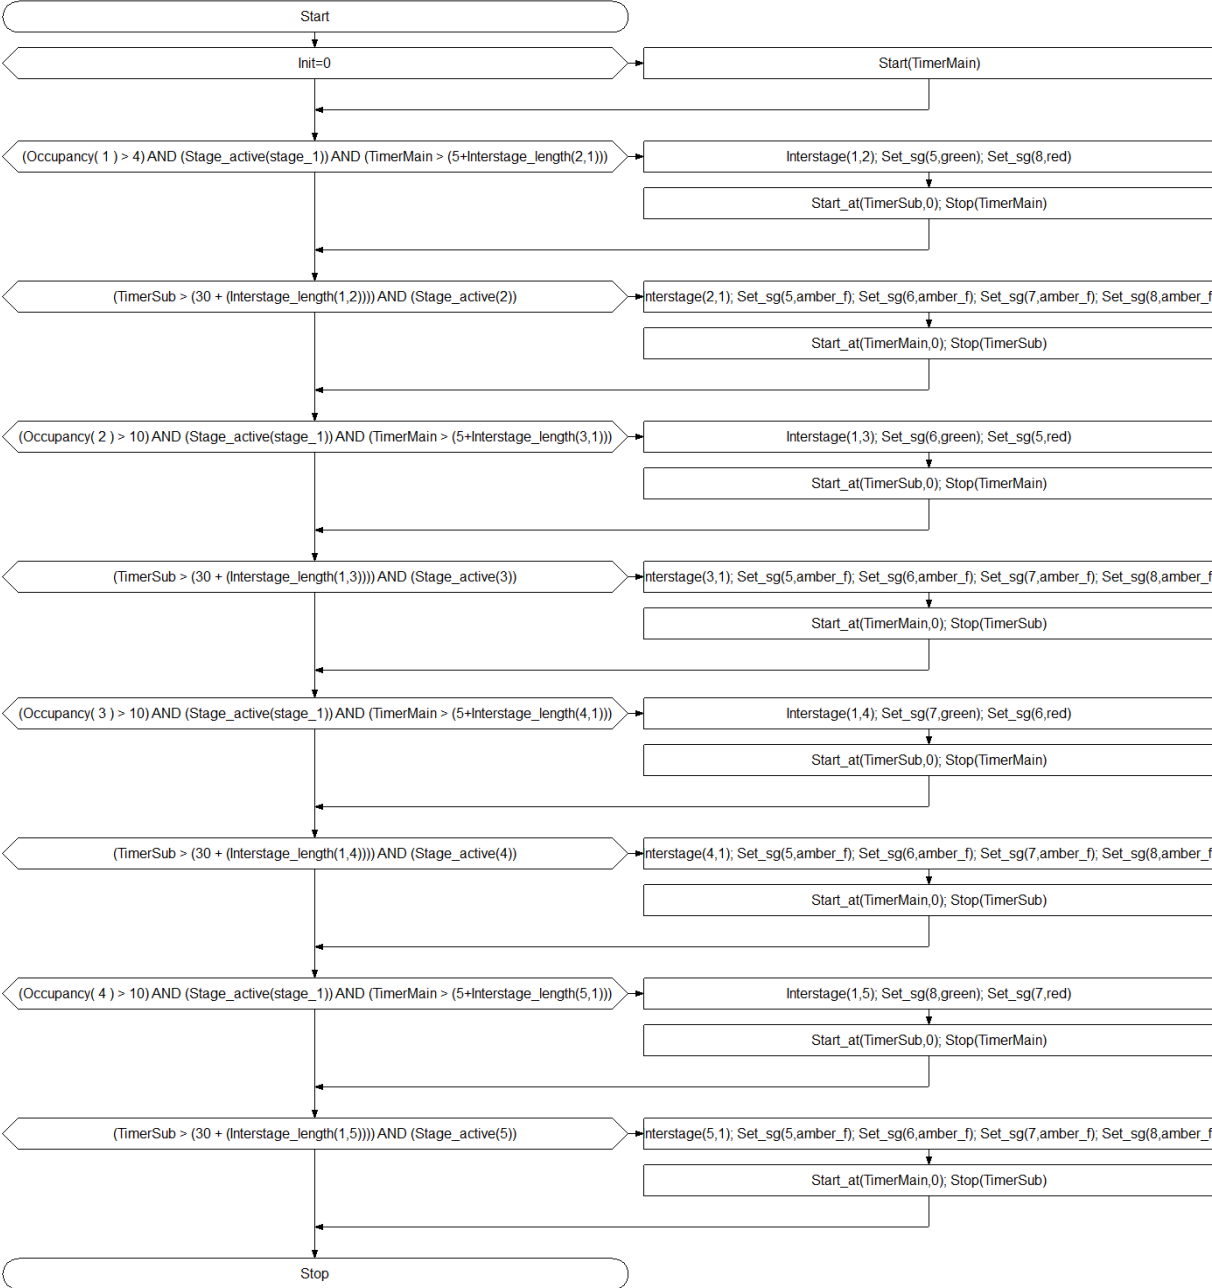 Start
Init=0
Start(TimerMain)
(Occupancy( 1 ) > 4) AND (Stage_active(stage_1)) AND (TimerMain > (5+Interstage_length(2,1)))
Interstage(1,2); Set_sg(5,green); Set_sg(8,red)
Start_at(TimerSub,0); Stop(TimerMain)
(TimerSub > (30 + (Interstage_length(1,2)))) AND (Stage_active(2))
nterstage(2,1); Set_sg(5,amber_f); Set_sg(6,amber_f); Set_sg(7,amber_f); Set_sg(8,amber_f
Start_at(TimerMain,0); Stop(TimerSub)
(Occupancy( 2 ) > 10) AND (Stage_active(stage_1)) AND (TimerMain > (5+Interstage_length(3,1)))
Interstage(1,3); Set_sg(6,green); Set_sg(5,red)
Start_at(TimerSub,0); Stop(TimerMain)
(TimerSub > (30 + (Interstage_length(1,3)))) AND (Stage_active(3))
nterstage(3,1); Set_sg(5,amber_f); Set_sg(6,amber_f); Set_sg(7,amber_f); Set_sg(8,amber_f
Start_at(TimerMain,0); Stop(TimerSub)
(Occupancy( 3 ) > 10) AND (Stage_active(stage_1)) AND (TimerMain > (5+Interstage_length(4,1)))
Interstage(1,4); Set_sg(7,green); Set_sg(6,red)
Start_at(TimerSub,0); Stop(TimerMain)
(TimerSub > (30 + (Interstage_length(1,4)))) AND (Stage_active(4))
nterstage(4,1); Set_sg(5,amber_f); Set_sg(6,amber_f); Set_sg(7,amber_f); Set_sg(8,amber_f
Start_at(TimerMain,0); Stop(TimerSub)
(Occupancy( 4 ) > 10) AND (Stage_active(stage_1)) AND (TimerMain > (5+Interstage_length(5,1)))
Interstage(1,5); Set_sg(8,green); Set_sg(7,red)
Start_at(TimerSub,0); Stop(TimerMain)
(TimerSub > (30 + (Interstage_length(1,5)))) AND (Stage_active(5))
nterstage(5,1); Set_sg(5,amber_f); Set_sg(6,amber_f); Set_sg(7,amber_f); Set_sg(8,amber_f
Start_at(TimerMain,0); Stop(TimerSub)
Stop